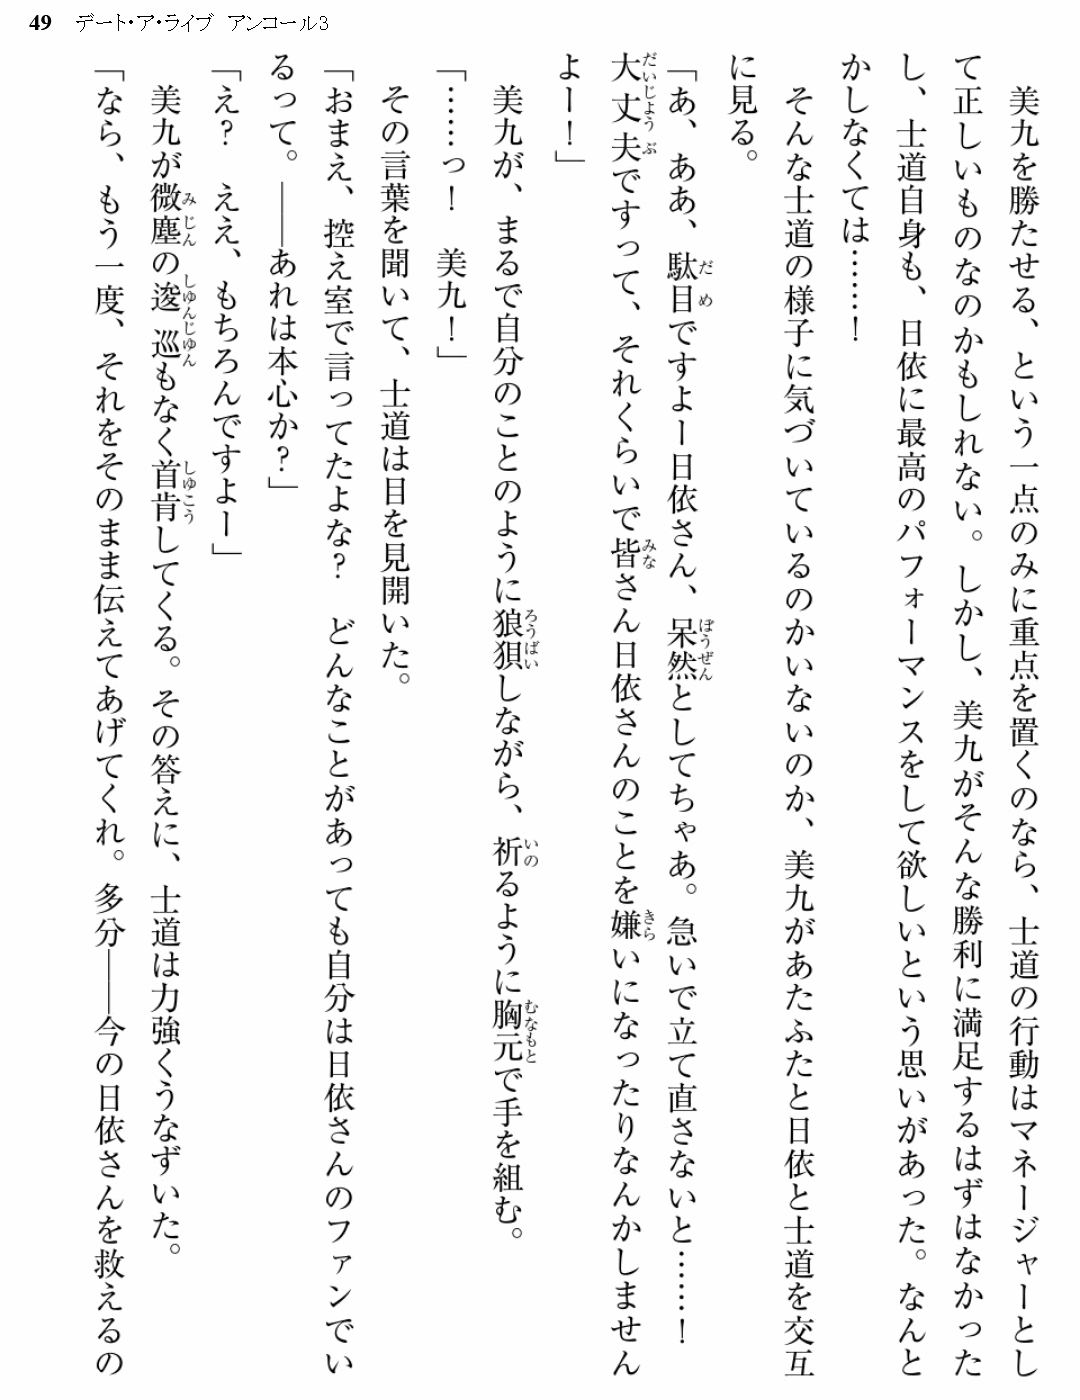 49 デート・ア・ライブ アンコール3
　美九を勝たせる、という一点のみに重点を置くのなら、士道の行動はマネージャーとし
て正しいものなのかもしれない。しかし、美九がそんな勝利に満足するはずはなかった
し、士道自身も、日依に最高のパフォーマンスをして欲しいという思いがあった。なんと
かしなくては……！
　そんな士道の様子に気づいているのかいないのか、美九があたふたと日依と士道を交互
に見る。
「あ、ああ、駄目ですよー日依さん、呆然としてちゃあ。急いで立て直さないと……！
大丈夫ですって、それくらいで皆さん日依さんのことを嫌いになったりなんかしません
よー！」
　美九が、まるで自分のことのように狼狽しながら、祈るように胸元で手を組む。
「……っ！　美九！」
　その言葉を聞いて、士道は目を見開いた。
「おまえ、控え室で言ってたよな？　どんなことがあっても自分は日依さんのファンでい
るって。――あれは本心か？」
「え？　ええ、もちろんですよー」
　美九が微塵の逡巡もなく首肯してくる。その答えに、士道は力強くうなずいた。
「なら、もう一度、それをそのまま伝えてあげてくれ。多分――今の日依さんを救えるの